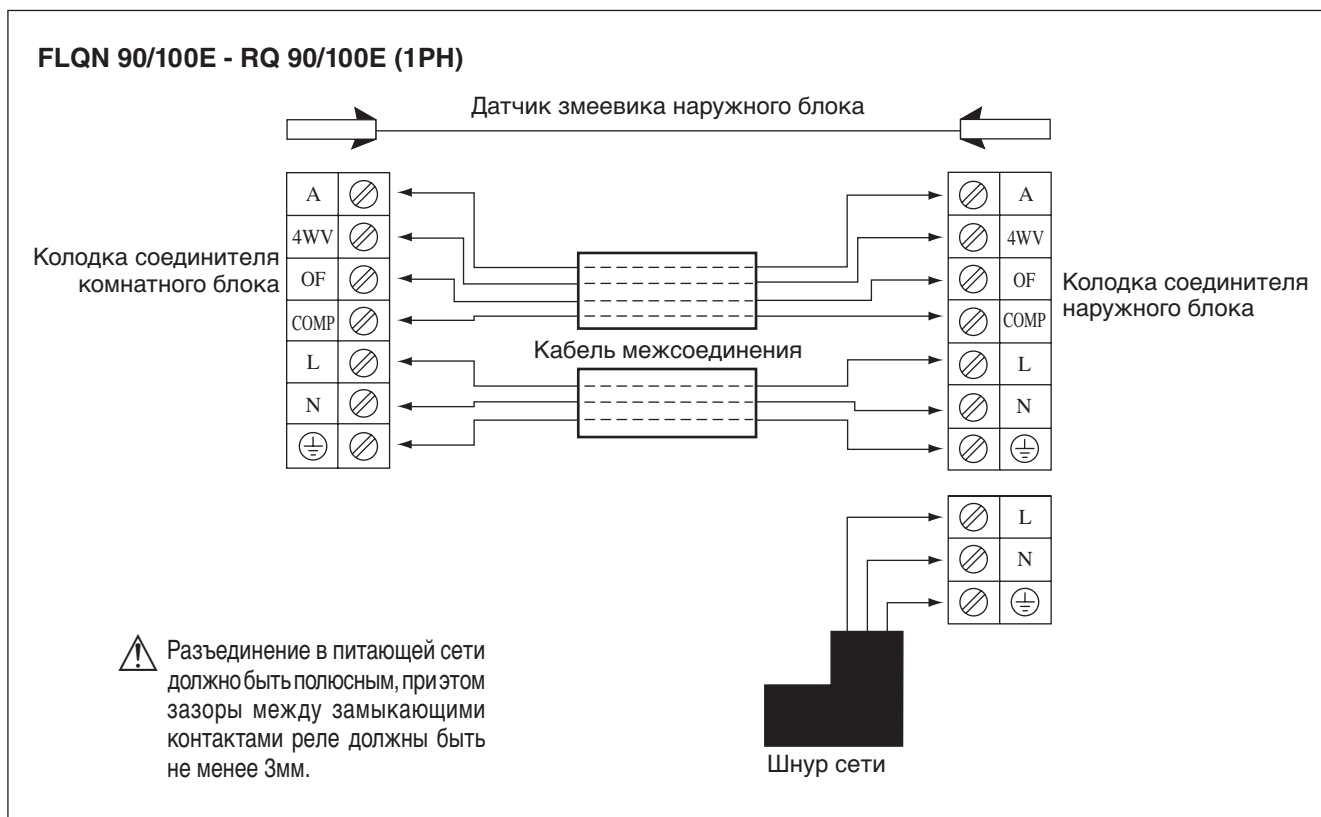 FLQN 90/100E - RQ 90/100E (1PH)
Датчик змеевика наружного блока
A
4WV
OF
COMP
L
N
Колодка соединителя
комнатного блока
Кабель межсоединения
A
4WV
OF
COMP
L
N
Колодка соединителя
наружного блока
L
N
Разъединение в питающей сети
должно быть полюсным, при этом
зазоры между замыкающими
контактами реле должны быть
не менее 3мм.
Шнур сети